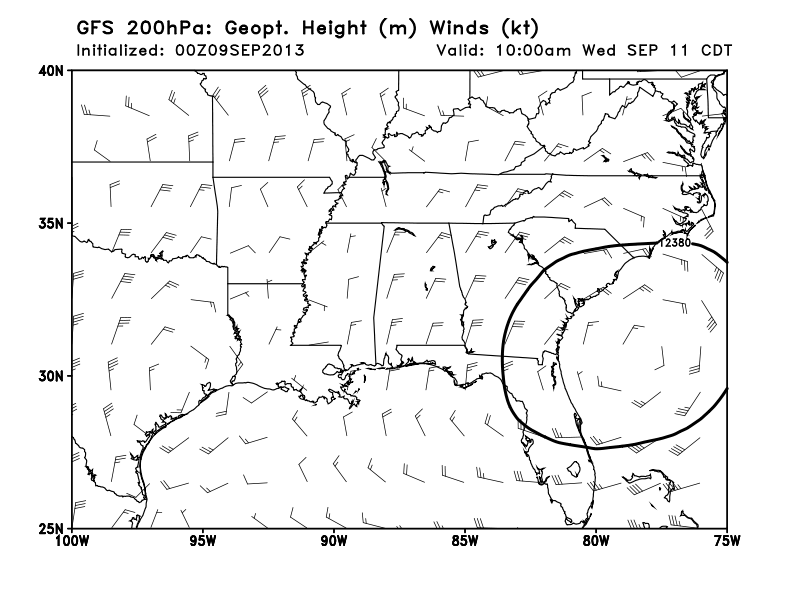 GFS 200hPa: Geopt. Height (m) Winds (kt)
Initialized: 00Z09SEP2013 Valid: 10:00am Wed SEP 11 CDT
40N
35N
12380
30N
25N
100W 95W 90W 85W 80W 75W